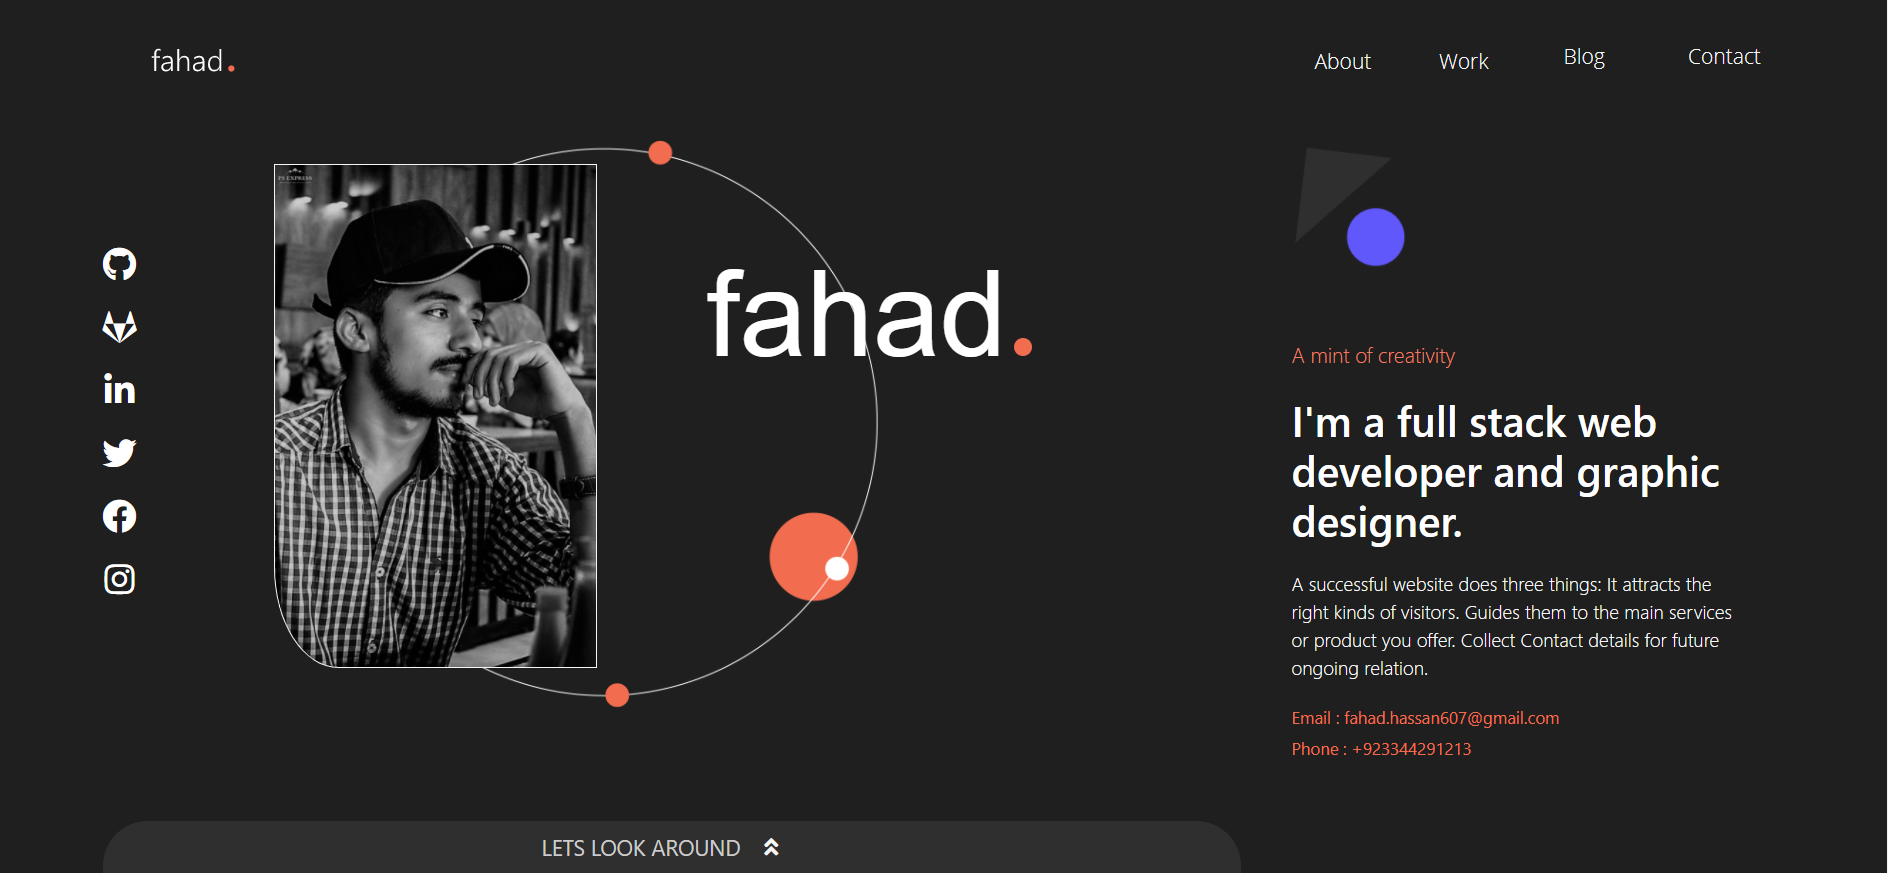 fahad.
About
Work
Blog
Contact
PS EXPRESS
fahad.
A mint of creativity
I'm a full stack web
developer and graphic
designer.
A successful website does three things: It attracts the
right kinds of visitors. Guides them to the main services
or product you offer. Collect Contact details for future
ongoing relation.
Email : fahad.hassan607@gmail.com
Phone : +923344291213
LETS LOOK AROUND